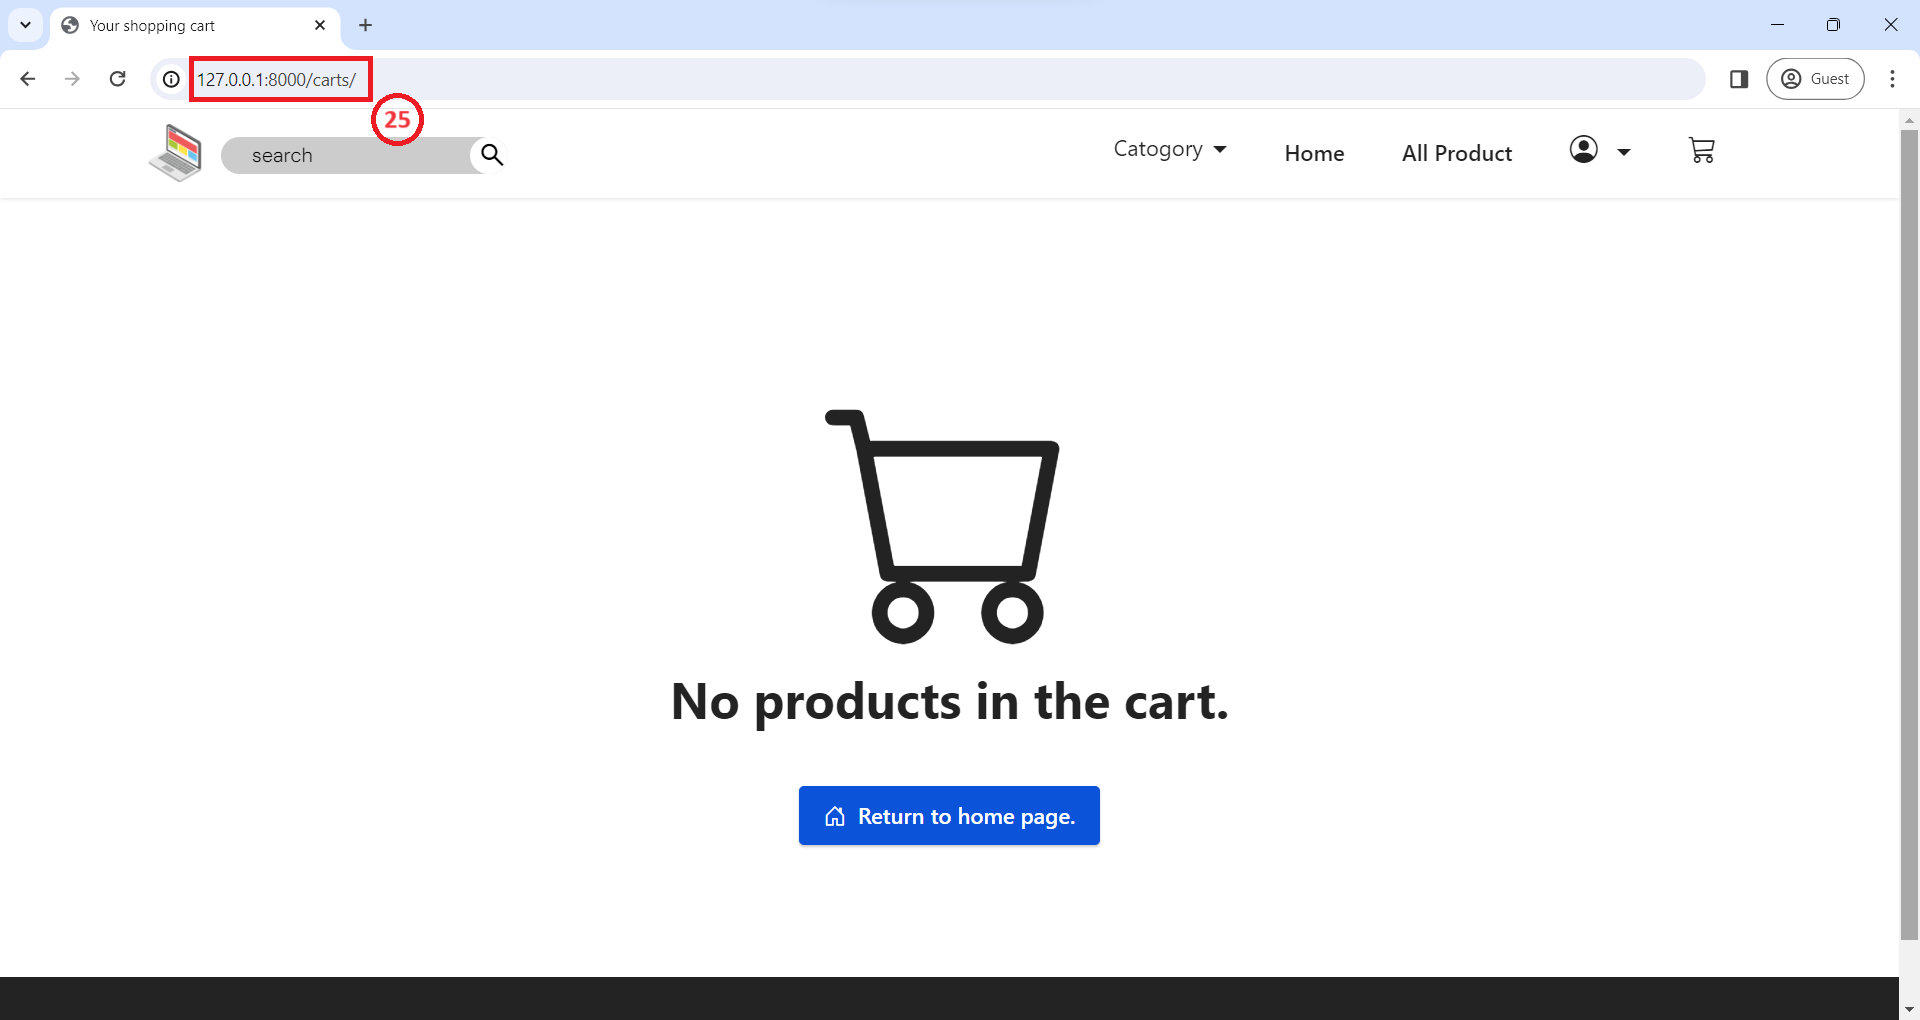 Your shopping cart
127.0.0.1:8000/carts/
Guest
25
search
Catogory
Home
All Product
No products in the cart.
Return to home page.